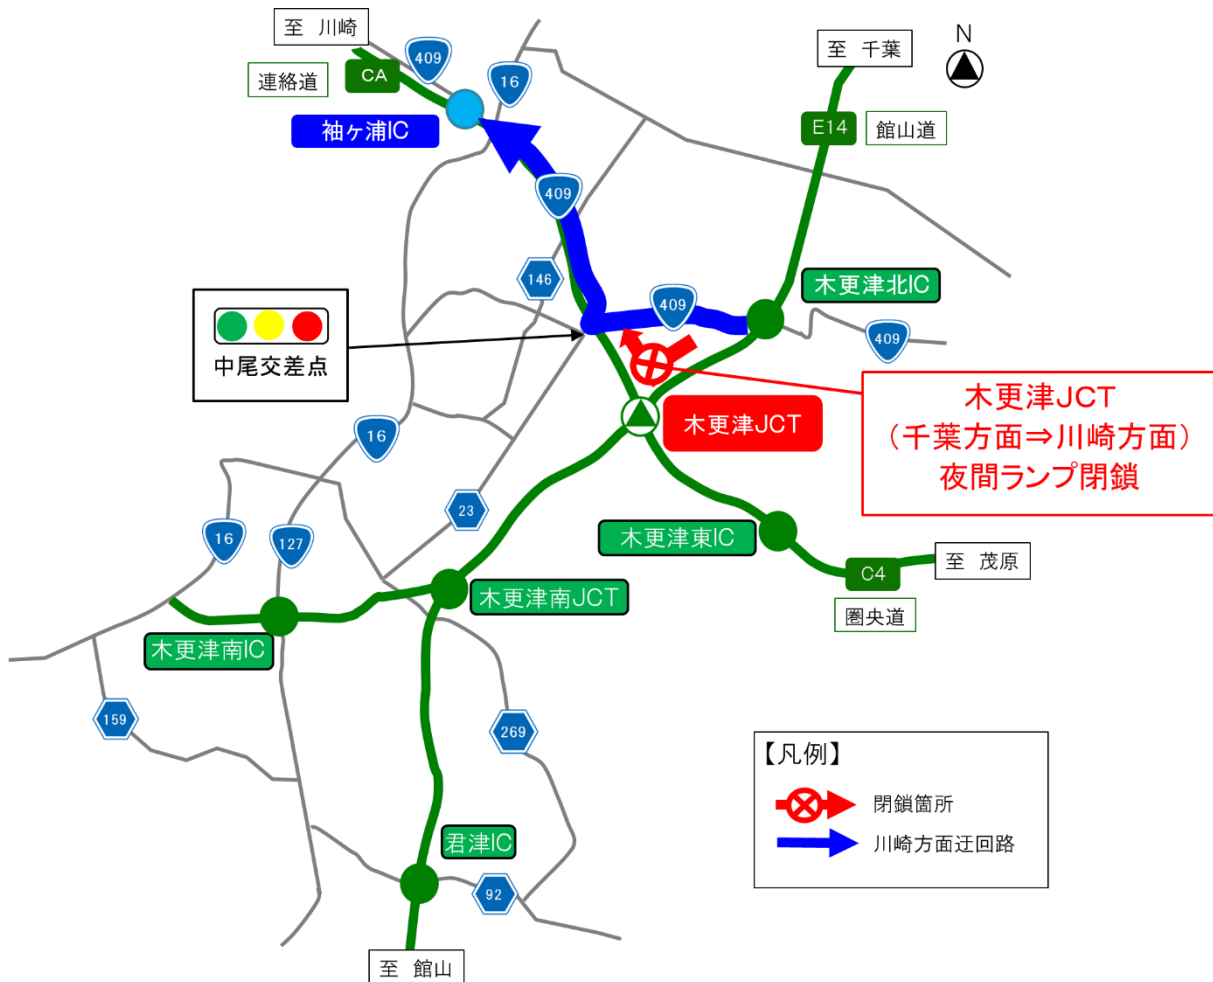 至 川崎
409
16
N
至 千葉
連絡道
CA
袖ヶ浦IC
E14
館山道
409
146
木更津北IC
409
409
中尾交差点
木更津JCT
木更津JCT
(千葉方面⇒川崎方面)
夜間ランプ閉鎖
16
23
16
127
木更津東IC
C4
至 茂原
圏央道
木更津南JCT
木更津南IC
159
269
【凡例】
閉鎖箇所
川崎方面迂回路
君津IC
92
至 館山